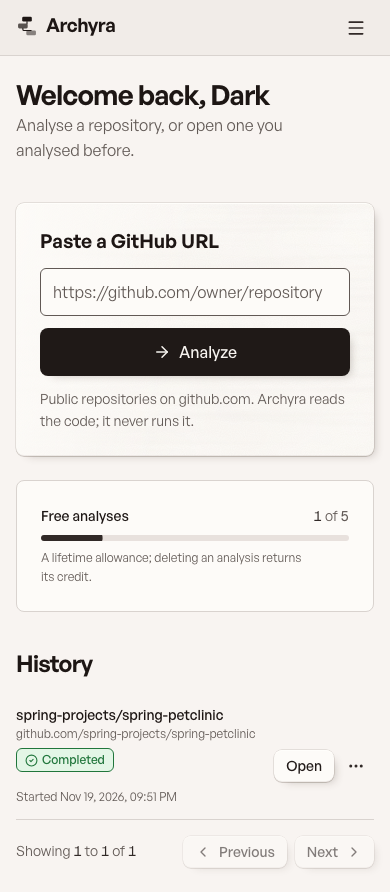 Archyra
Welcome back, Dark
Analyse a repository, or open one you
analysed before.
Paste a GitHub URL
https://github.com/owner/repository
Analyze
Public repositories on github.com. Archyra reads
the code; it never runs it.
Free analyses
1 of 5
A lifetime allowance; deleting an analysis returns
its credit.
History
spring-projects/spring-petclinic
github.com/spring-projects/spring-petclinic
Completed
Open
Started Nov 19, 2026, 09:51 PM
Showing 1 to 1 of 1
Previous
Next